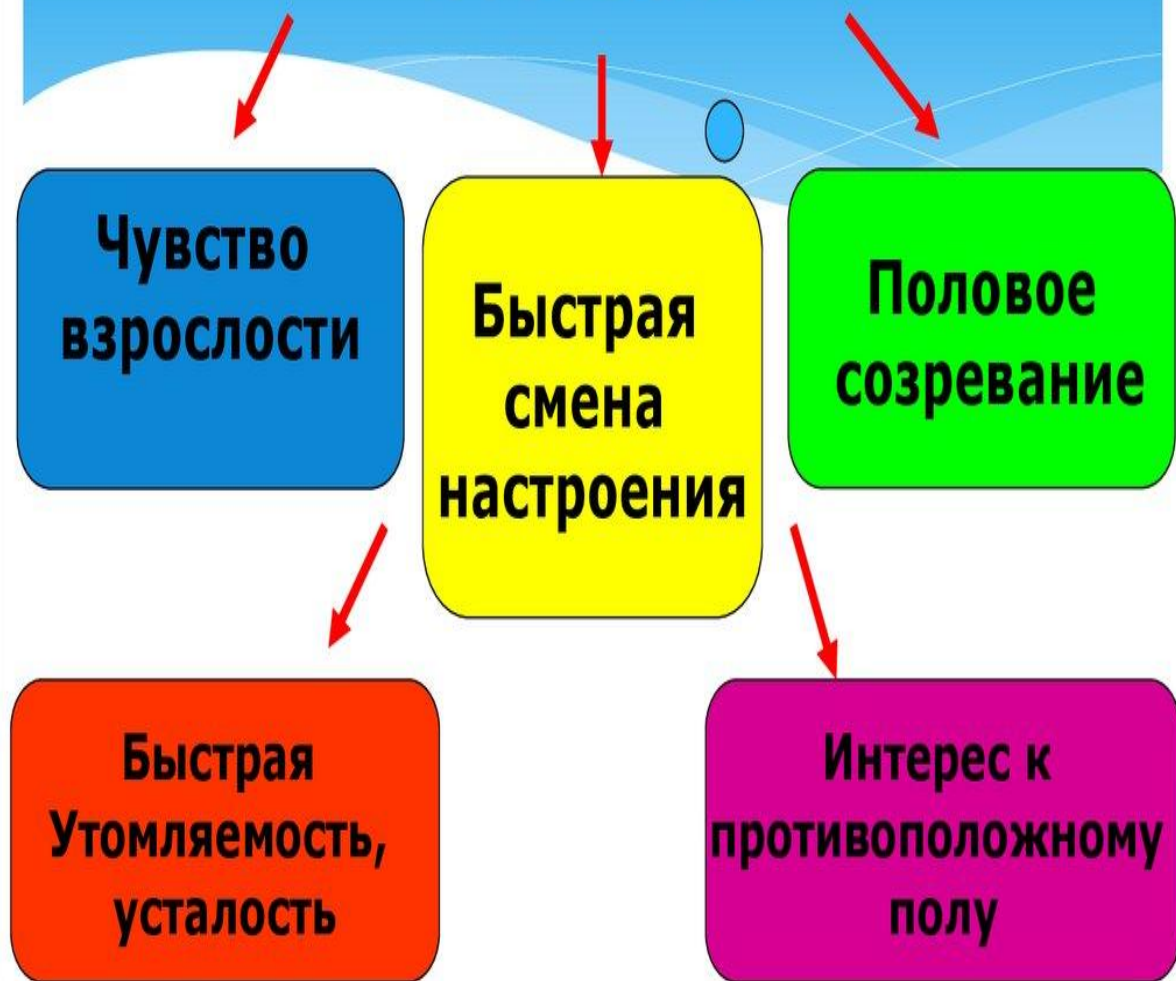 Чувство
взрослости
Быстрая
смена
настроения
Половое
созревание
Быстрая
Утомляемость,
усталость
Интерес к
противоположному
полу